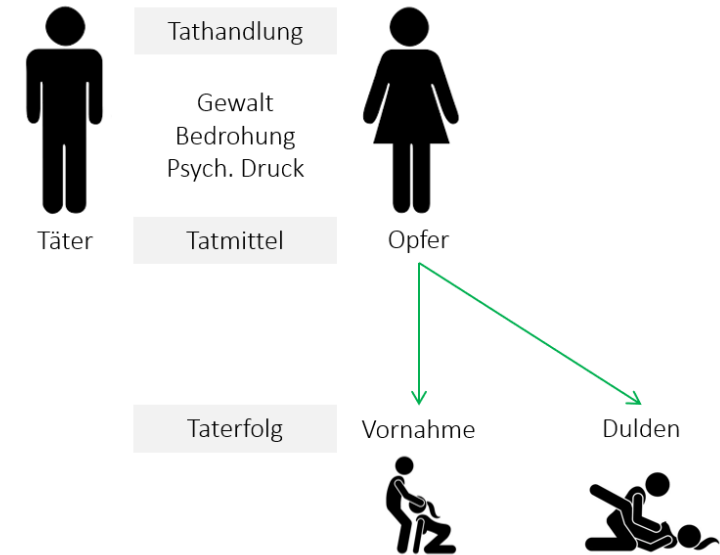 Tathandlung
Gewalt
Bedrohung
Psych. Druck
Täter
Tatmittel
Opfer
Taterfolg
Vornahme
Dulden